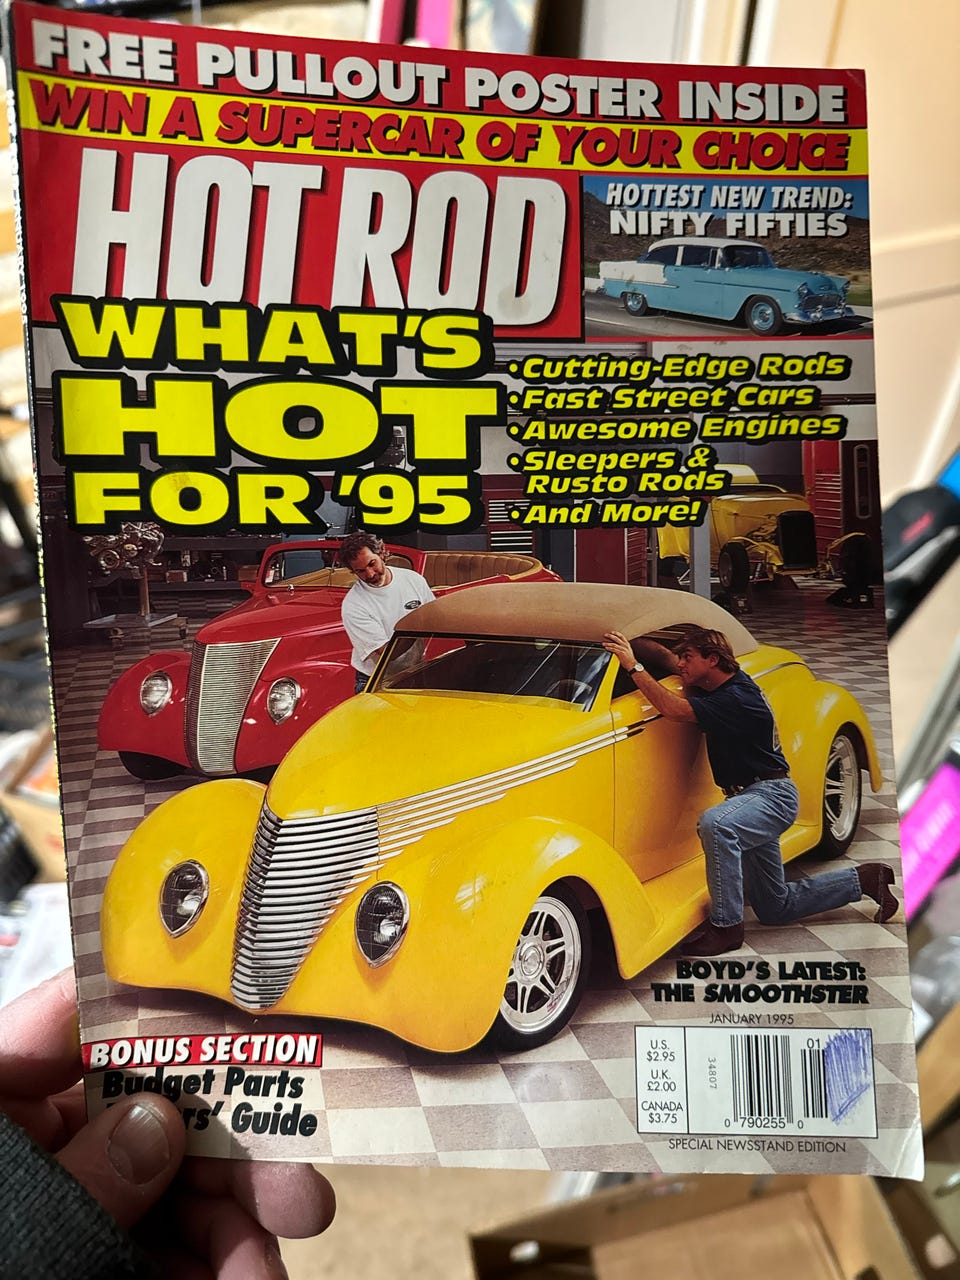 FREE PULLOUT POSTER INSIDE
WIN A SUPERCAR OF YOUR CHOICE
HOT ROD
HOTTEST NEW TREND:
NIFTY FIFTIES
WHAT'S
HOT
FOR '95
•Cutting-Edge Rods
•Fast Street Cars
•Awesome Engines
•Sleepers &
Rusto Rods
•And More!
BOYD'S LATEST:
THE SMOOTHSTER
JANUARY 1995
BONUS SECTION
Budget Parts
Guide
U.S.
$2.95
U.K.
£2.00
CANADA
$3.75
34807
01
0 790255 0
SPECIAL NEWSSTAND EDITION